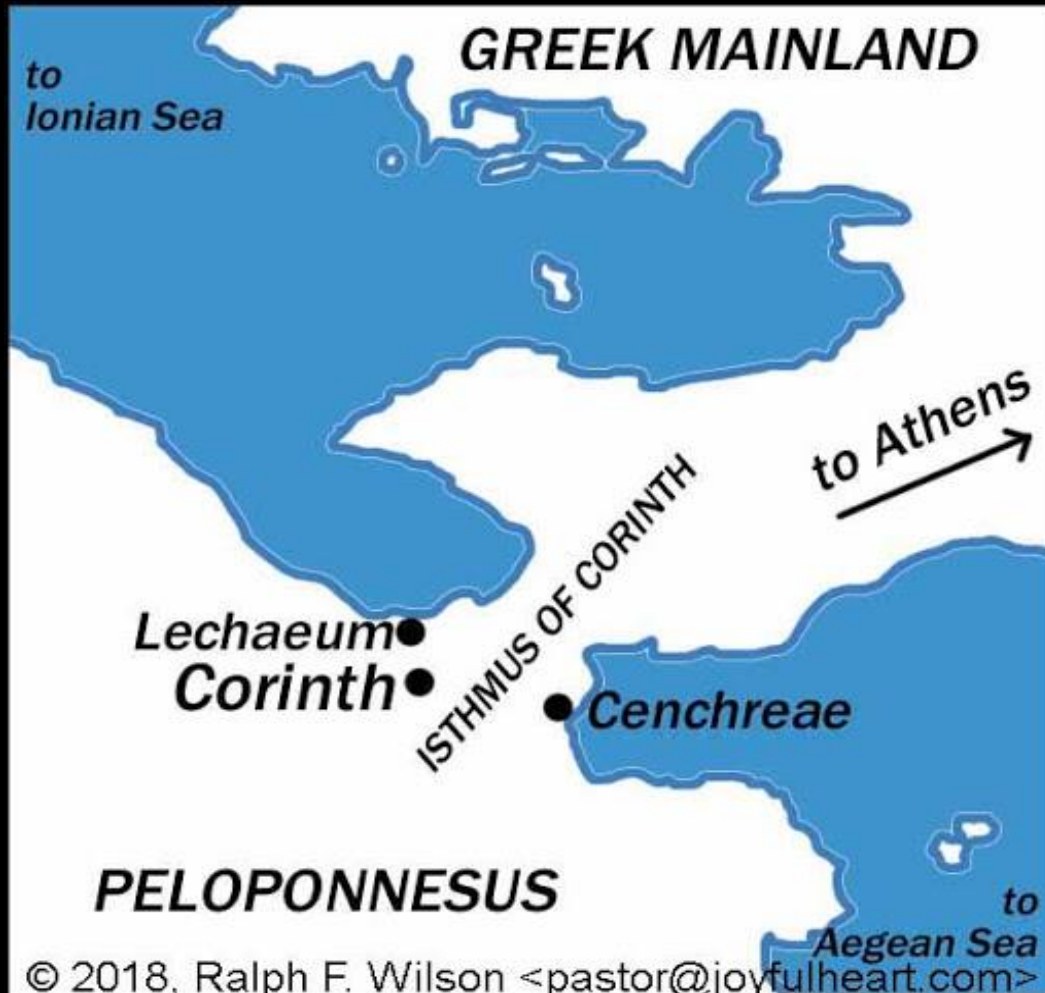 GREEK MAINLAND
to
Ionian Sea
to Athens
ISTHMUS OF CORINTH
Lechaeum
Corinth
Cenchreae
PELOPONNESUS
to
Aegean Sea
© 2018, Ralph F. Wilson <pastor@joyfulheart.com>